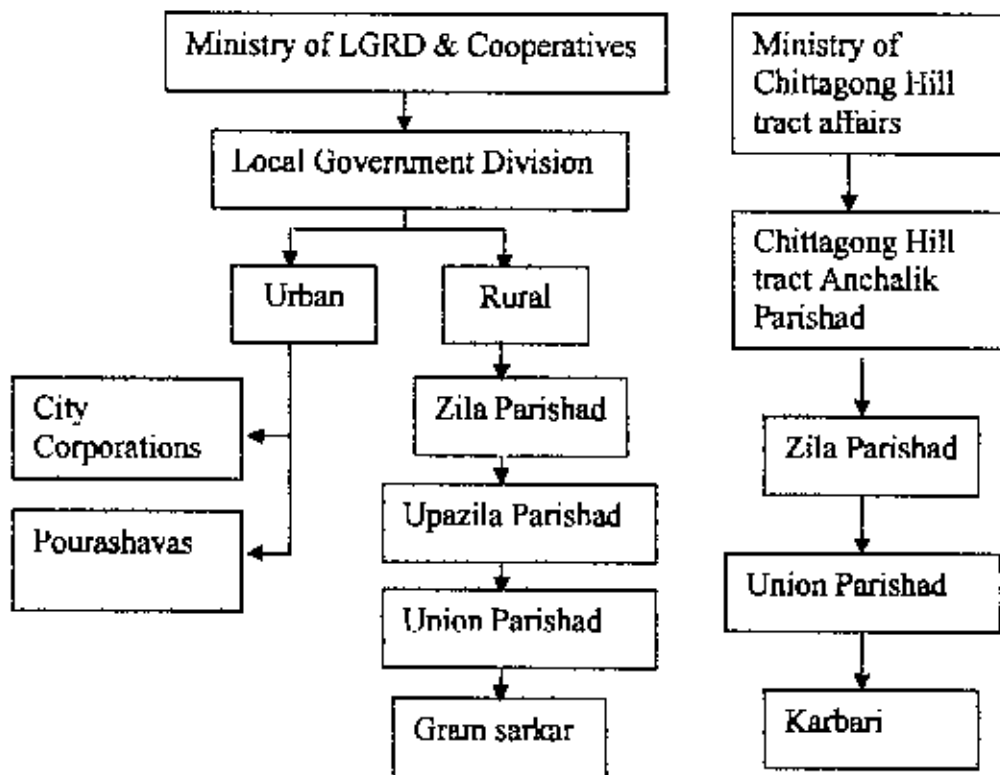 Ministry of LGRD & Cooperatives
Local Government Division
Urban
Rural
City
Corporations
Pourashavas
Zila Parishad
Upazila Parishad
Union Parishad
Gram sarkar
Ministry of
Chittagong Hill
tract affairs
Chittagong Hill
tract Anchalik
Parishad
Zila Parishad
Union Parishad
Karbari